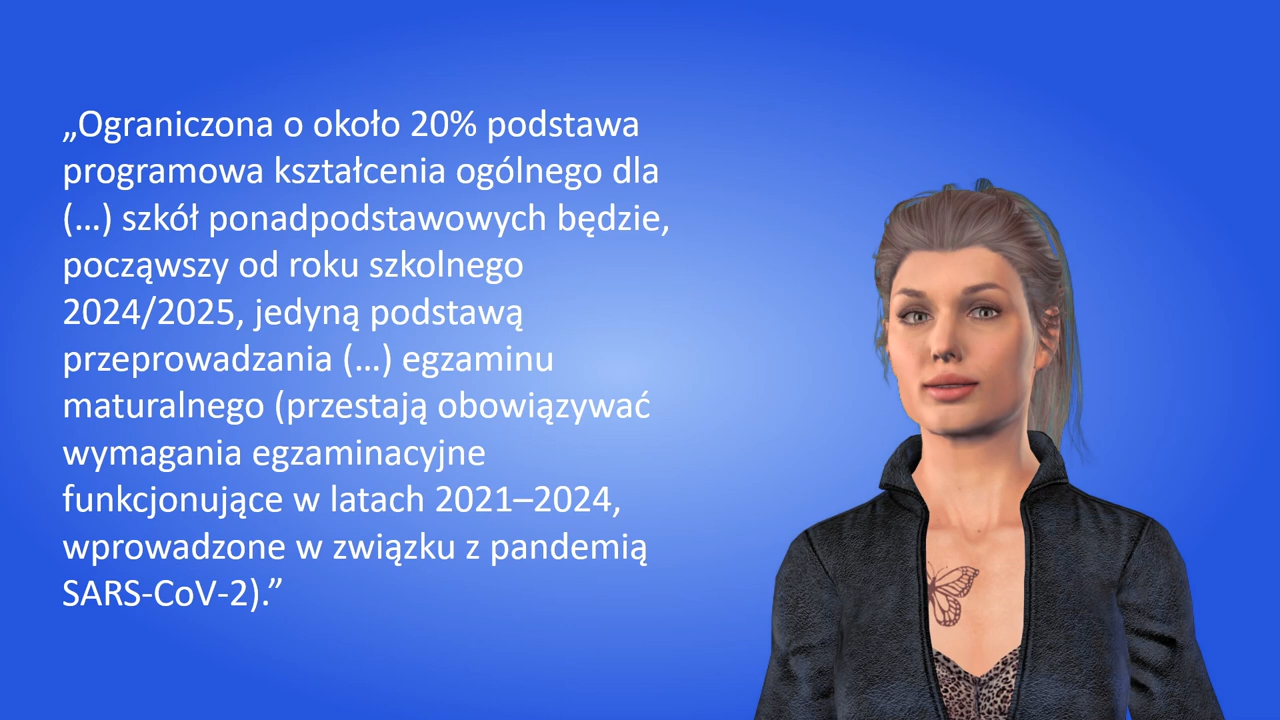 „Ograniczona o około 20% podstawa
programowa kształcenia ogólnego dla
(…) szkół ponadpodstawowych będzie,
począwszy od roku szkolnego
2024/2025, jedyną podstawą
przeprowadzania (…) egzaminu
maturalnego (przestają obowiązywać
wymagania egzaminacyjne
funkcjonujące w latach 2021–2024,
wprowadzone w związku z pandemią
SARS-CoV-2).”